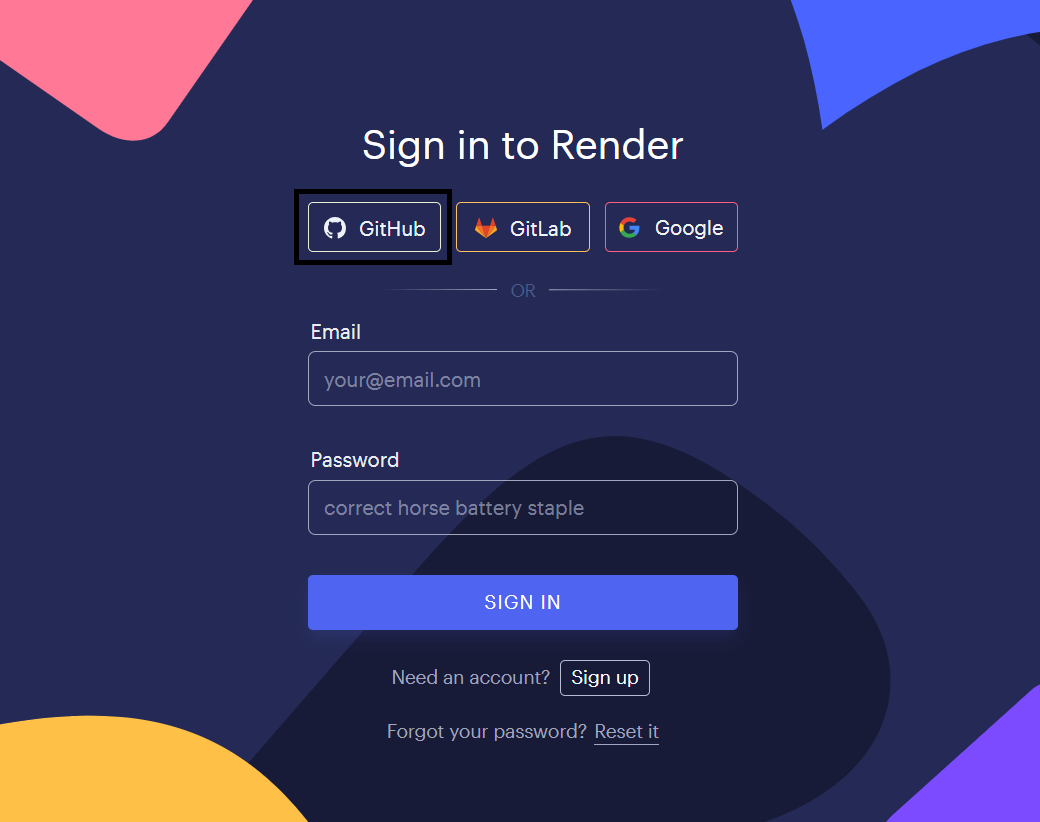 Sign in to Render
GitHub GitLab Google
OR
Email
your@email.com
Password
correct horse battery staple
SIGN IN
Need an account? Sign up
Forgot your password? Reset it